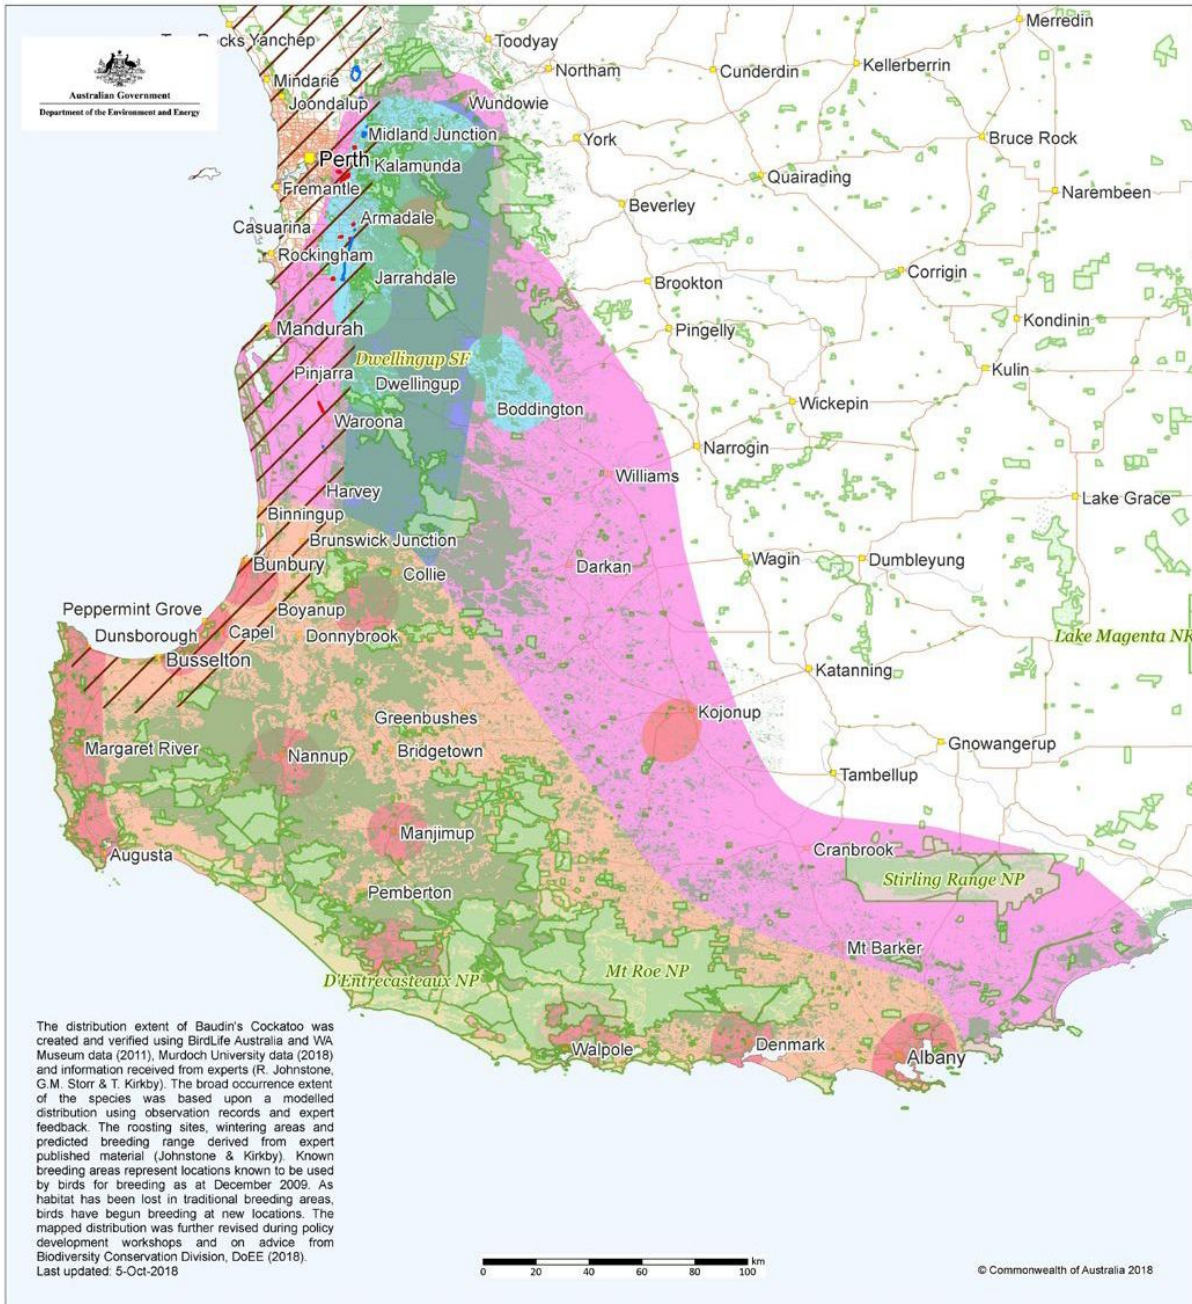 Merredin
Toodyay
Rocks Yanchep
Northam
Cunderdin
Kellerberrin
Mindarie
Australian Government
Department of the Environment and Energy
Joondalup
Wundowie
Midland Junction
York
Bruce Rock
Perth
Kalamunda
Quairading
Fremantle
Narembeen
Beverley
Armadale
Casuarina
Rockingham
Corrigin
Jarrahdale
Brookton
Kondinin
Mandurah
Pingelly
Dwellingup SF
Kulin
Pinjarra
Dwellingup
Wickepin
Boddington
Waroona
Narrogin
Williams
Harvey
Lake Grace
Binningup
Brunswick Junction
Bunbury
Collie
Darkan
Wagin
Dumbleyung
Peppermint Grove
Boyanup
Dunsborough
Capel
Donnybrook
Lake Magenta NR
Busselton
Katanning
Greenbushes
Kojonup
Margaret River
Nannup
Bridgetown
Gnowangerup
Tambellup
Manjimup
Augusta
Cranbrook
Stirling Range NP
Pemberton
Mt Barker
D'Entrecasteaux NP
Mt Roe NP
Walpole
Denmark
Albany
The distribution extent of Baudin's Cockatoo was
created and verified using BirdLife Australia and WA
Museum data (2011), Murdoch University data (2018)
and information received from experts (R. Johnstone,
G.M. Storr & T. Kirkby). The broad occurrence extent
of the species was based upon a modelled
distribution using observation records and expert
feedback. The roosting sites, wintering areas and
predicted breeding range derived from expert
published material (Johnstone & Kirkby). Known
breeding areas represent locations known to be used
by birds for breeding as at December 2009. As
habitat has been lost in traditional breeding areas,
birds have begun breeding at new locations. The
mapped distribution was further revised during policy
development workshops and on advice from
Biodiversity Conservation Division, DoEE (2018).
Last updated: 5-Oct-2018
km
0 20 40 60 80 100
© Commonwealth of Australia 2018